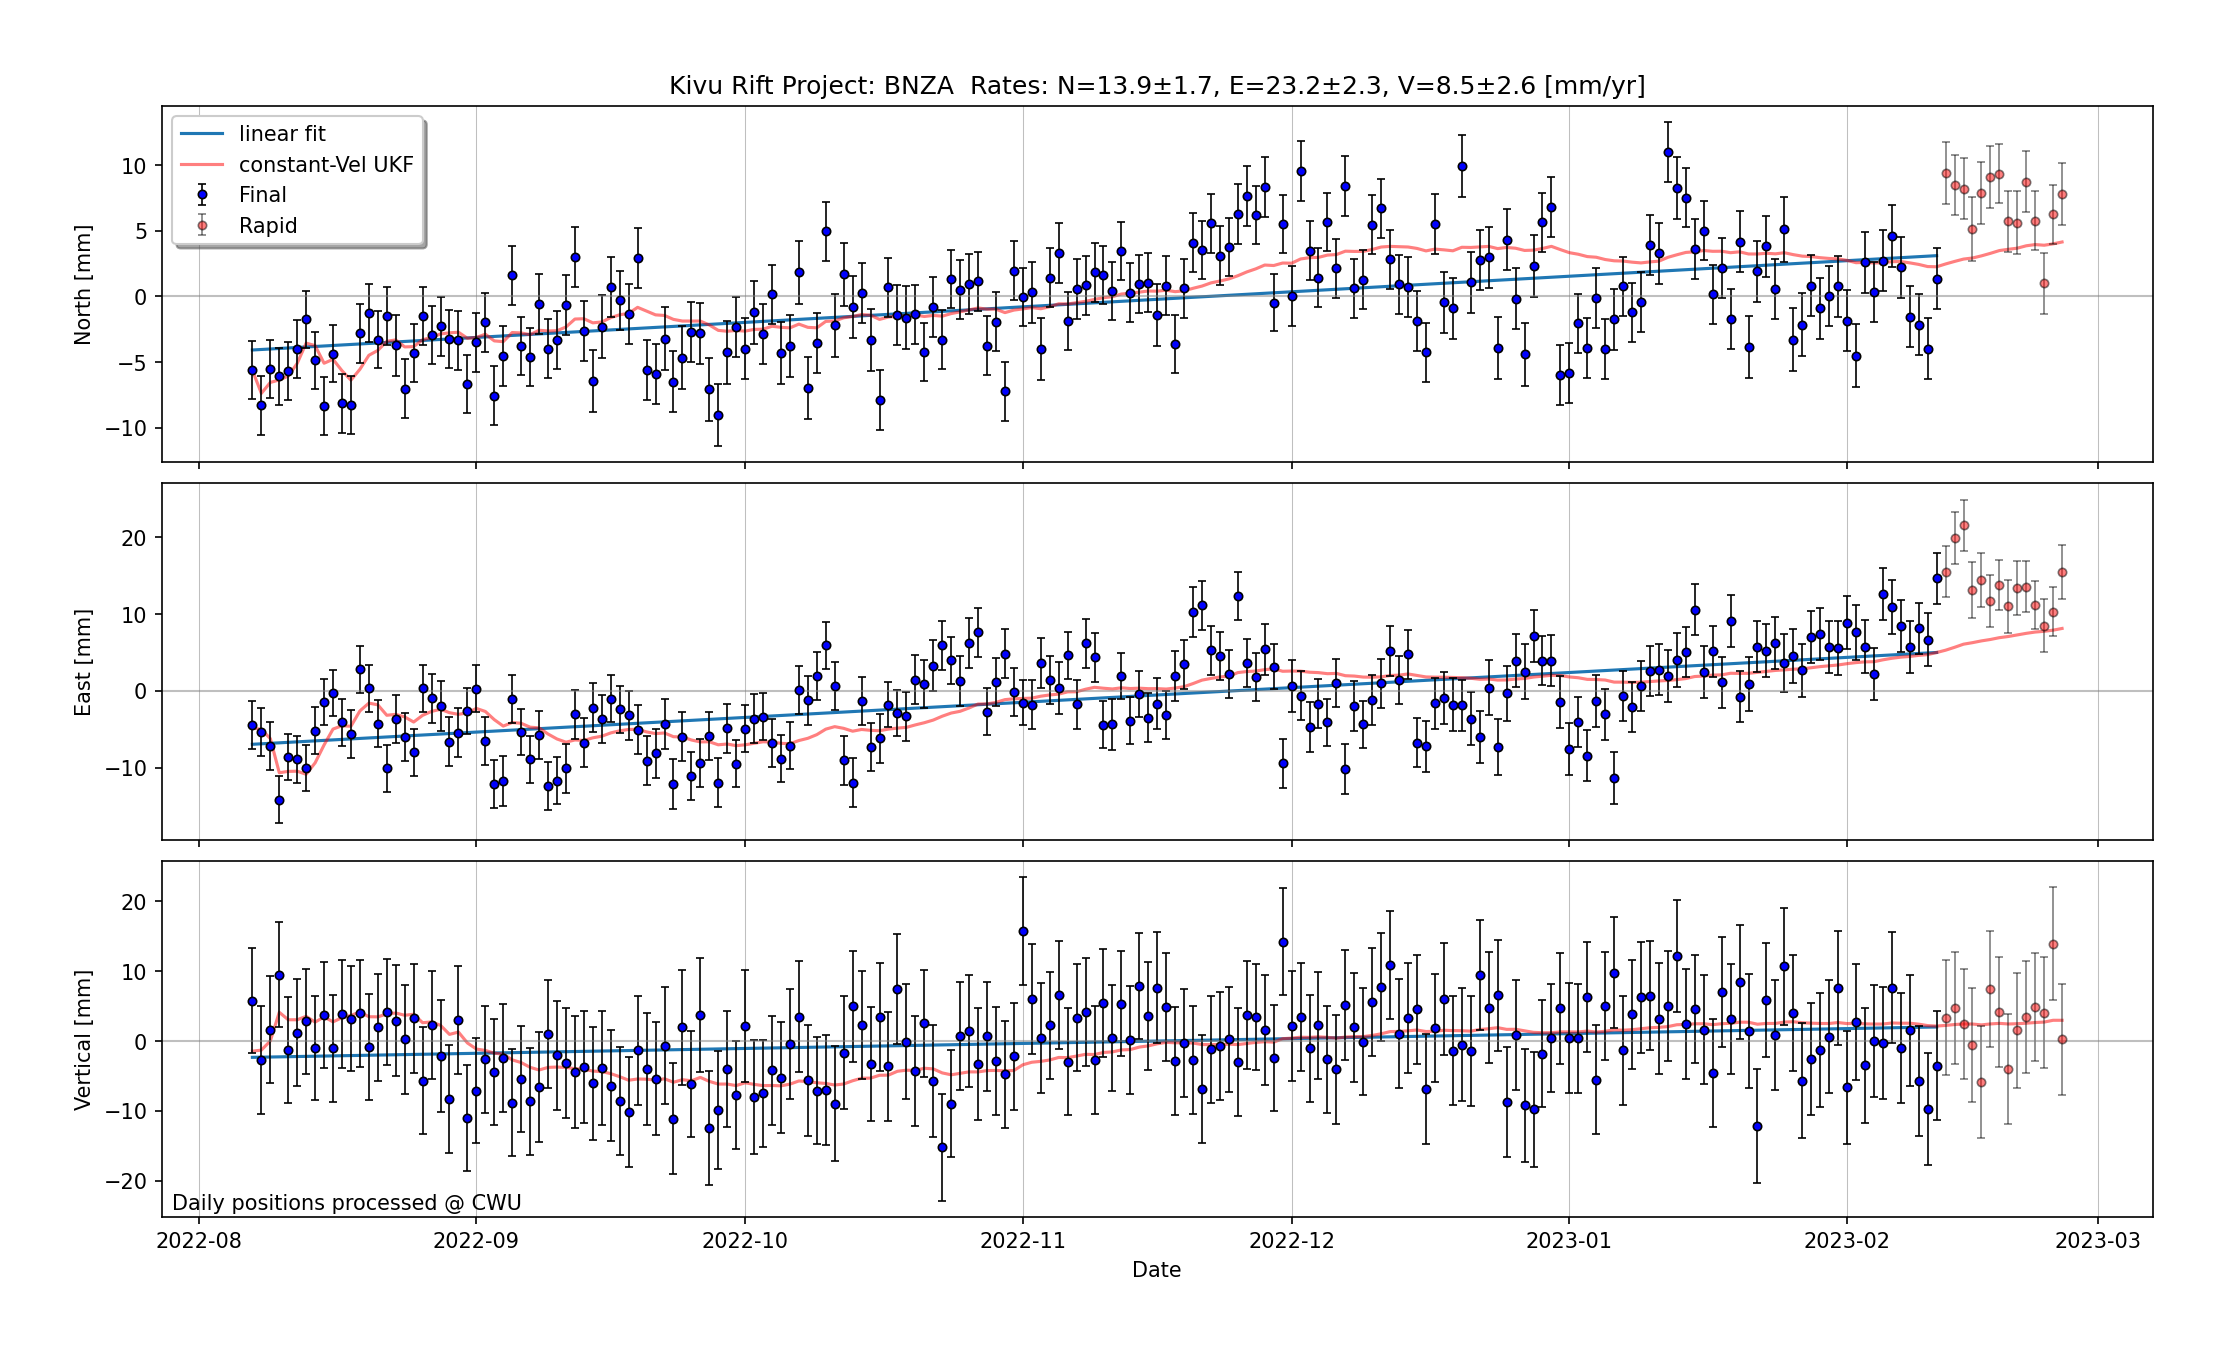 Kivu Rift Project: BNZA  Rates: N=13.9±1.7, E=23.2±2.3, V=8.5±2.6 [mm/yr]
linear fit
constant-Vel UKF
Final
Rapid
North [mm]
10
5
0
−5
−10
East [mm]
20
10
0
−10
Vertical [mm]
20
10
0
−10
−20
Daily positions processed @ CWU
2022-08 2022-09 2022-10 2022-11 2022-12 2023-01 2023-02 2023-03
Date